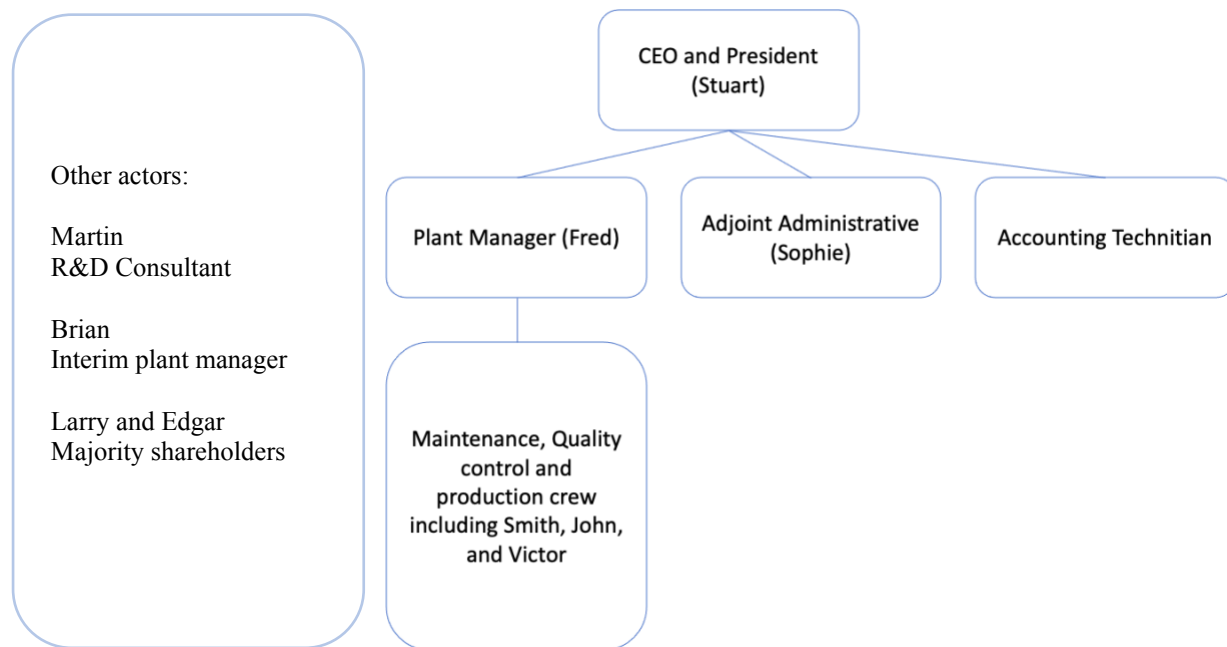 Other actors:
Martin
R&D Consultant
Brian
Interim plant manager
Larry and Edgar
Majority shareholders
CEO and President
(Stuart)
Plant Manager (Fred)
Adjoint Administrative
(Sophie)
Accounting Technitian
Maintenance, Quality
control and
production crew
including Smith, John,
and Victor